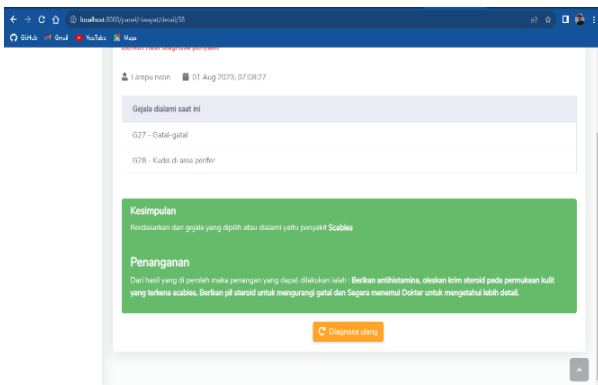 localhost:8000/panel/riwayat/detail/38
GitHub Gmail YouTube Maps
Berikut hasil diagnosa penyakit
Lampu neon 01 Aug 2023, 07:08:27
Gejala dialami saat ini
G27 - Gatal-gatal
G28 - Kudis di area perifer
Kesimpulan
Berdasarkan dari gejala yang dipilih atau dialami yaitu penyakit Scabies
Penanganan
Dari hasil yang di peroleh maka penangan yang dapat dilakukan ialah : Berikan antihistamina, oleskan krim steroid pada permukaan kulit
yang terkena scabies. Berikan pil steroid untuk mengurangi gatal dan Segera menemui Dokter untuk mengetahui lebih detail.
Diagnosa ulang